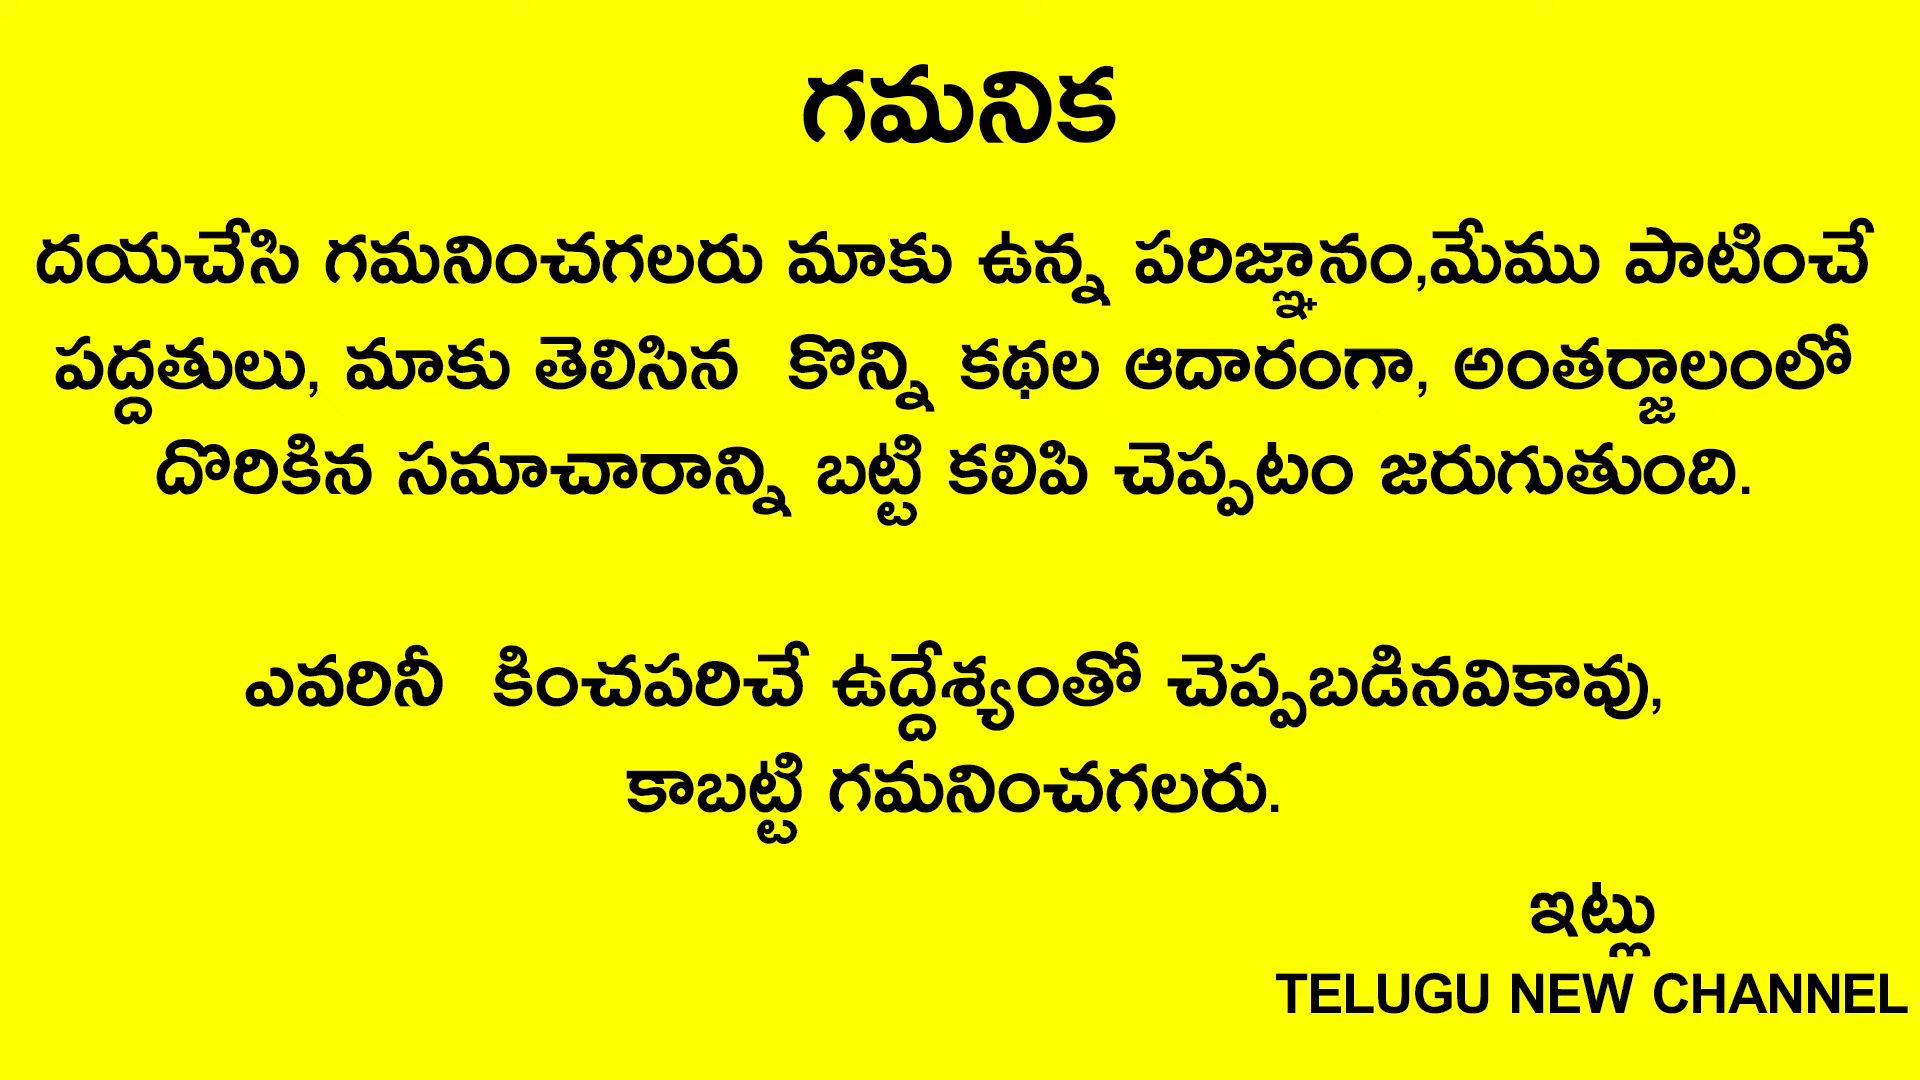 గమనిక
దయచేసి గమనించగలరు మాకు ఉన్న పరిజ్ఞానం,మేము పాటించే
పద్దతులు, మాకు తెలిసిన కొన్ని కథల ఆదారంగా, అంతర్జాలంలో
దొరికిన సమాచారాన్ని బట్టి కలిపి చెప్పటం జరుగుతుంది.
ఎవరినీ కించపరిచే ఉద్దేశ్యంతో చెప్పబడినవికావు,
కాబట్టి గమనించగలరు.
ఇట్లు
TELUGU NEW CHANNEL